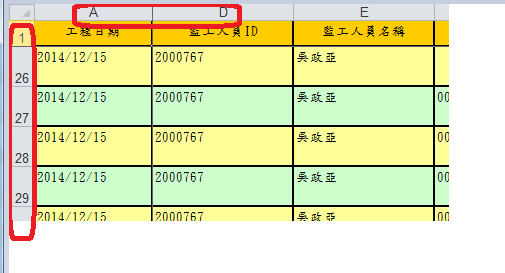 A D E
1 工程日期 監工人員ID 監工人員名稱
26 2014/12/15 2000767 吳政亞
27 2014/12/15 2000767 吳政亞 00
28 2014/12/15 2000767 吳政亞 00
29 2014/12/15 2000767 吳政亞 00
2014/12/15 2000767 吳政亞 00